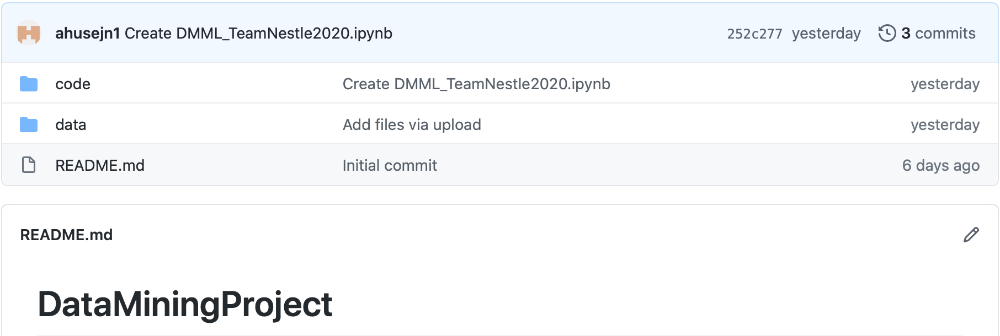 ahusejn1 Create DMML_TeamNestle2020.ipynb 252c277 yesterday 3 commits
code Create DMML_TeamNestle2020.ipynb yesterday
data Add files via upload yesterday
README.md Initial commit 6 days ago
README.md
DataMiningProject